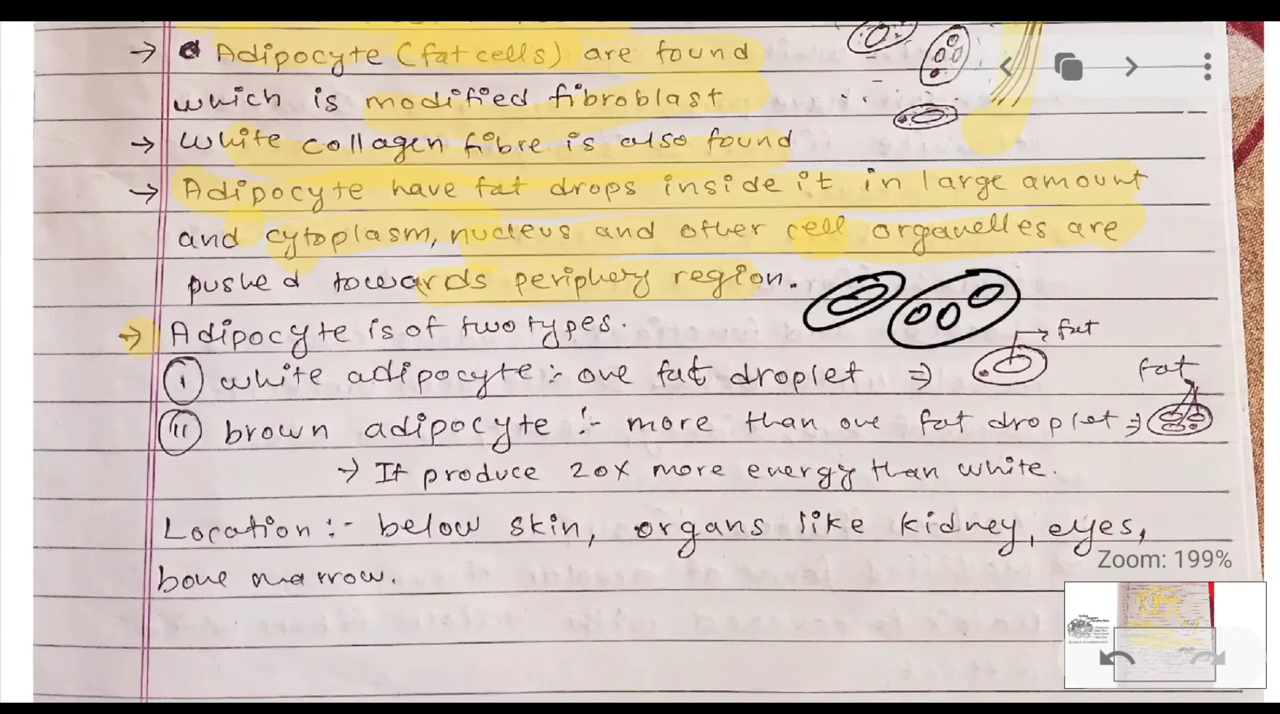 → Adipocyte (fat cells) are found
which is modified fibroblast
→ White collagen fibre is also found
→ Adipocyte have fat drops inside it in large amount
and cytoplasm, nucleus and other cell organelles are
pushed towards periphery region.
→ Adipocyte is of two types.
→ fat
(i) white adipocyte :- one fat droplet ⇒
fat
(ii) brown adipocyte :- more than one fat droplet ⇒
→ It produce 20X more energy than white.
Location :- below skin, organs like kidney, eyes,
bone marrow.
Zoom: 199%